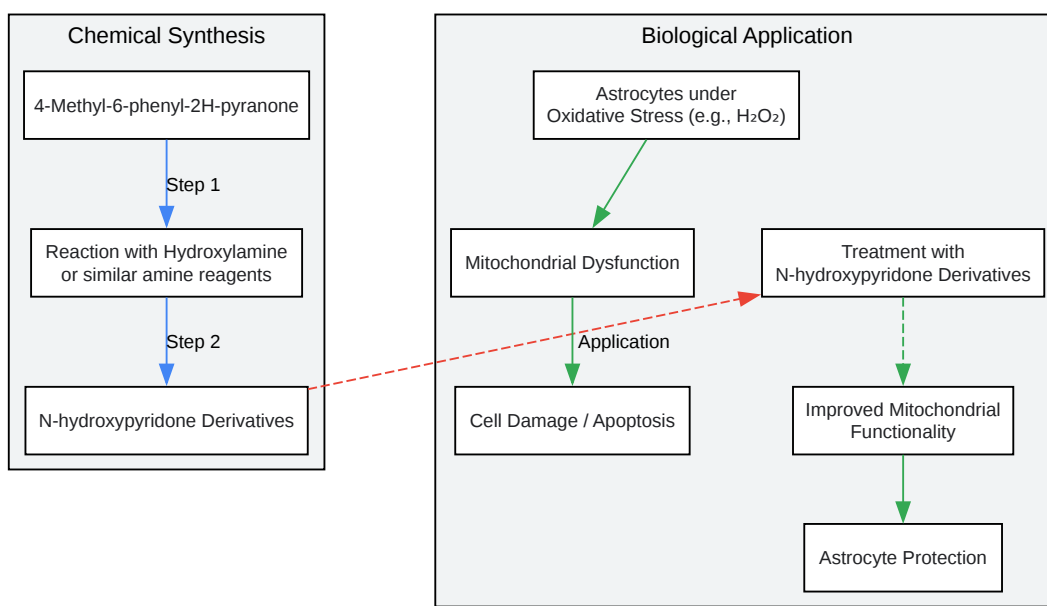 Chemical Synthesis
4-Methyl-6-phenyl-2H-pyranone
Step 1
Reaction with Hydroxylamine
or similar amine reagents
Step 2
N-hydroxypyridone Derivatives
Biological Application
Astrocytes under
Oxidative Stress (e.g., H₂O₂)
Mitochondrial Dysfunction
Treatment with
N-hydroxypyridone Derivatives
Application
Cell Damage / Apoptosis
Improved Mitochondrial
Functionality
Astrocyte Protection